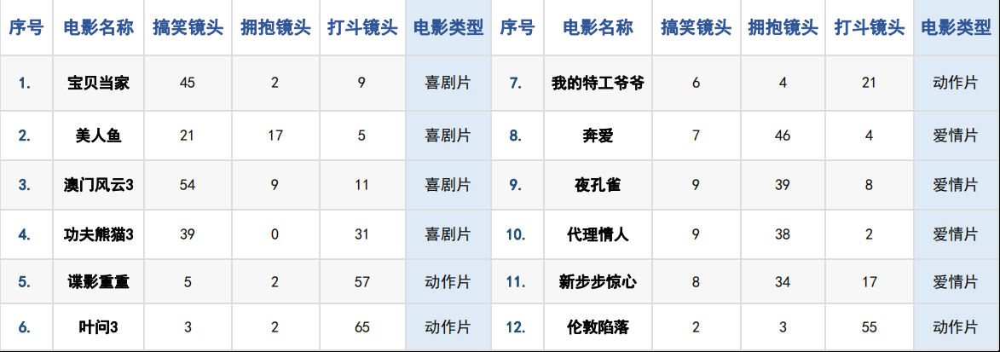 序号 电影名称 搞笑镜头 拥抱镜头 打斗镜头 电影类型 序号 电影名称 搞笑镜头 拥抱镜头 打斗镜头 电影类型
1. 宝贝当家 45 2 9 喜剧片 7. 我的特工爷爷 6 4 21 动作片
2. 美人鱼 21 17 5 喜剧片 8. 奔爱 7 46 4 爱情片
3. 澳门风云3 54 9 11 喜剧片 9. 夜孔雀 9 39 8 爱情片
4. 功夫熊猫3 39 0 31 喜剧片 10. 代理情人 9 38 2 爱情片
5. 谍影重重 5 2 57 动作片 11. 新步步惊心 8 34 17 爱情片
6. 叶问3 3 2 65 动作片 12. 伦敦陷落 2 3 55 动作片